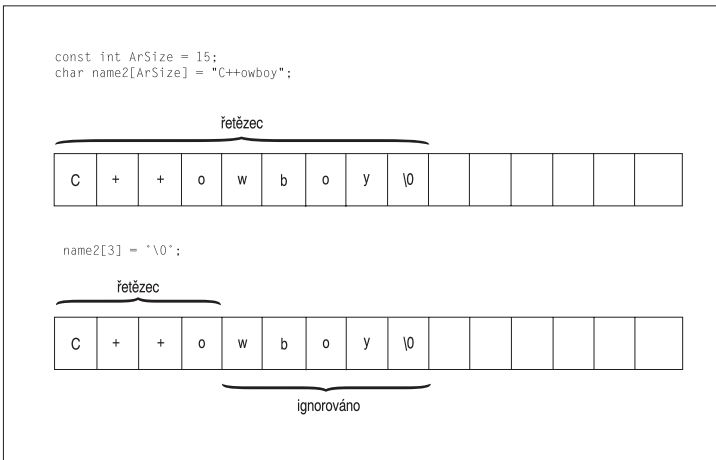 const int ArSize = 15;
char name2[ArSize] = "C++owboy";
řetězec
C + + o w b o y \0
name2[3] = ˚\0˚;
řetězec
C + + o w b o y \0
ignorováno